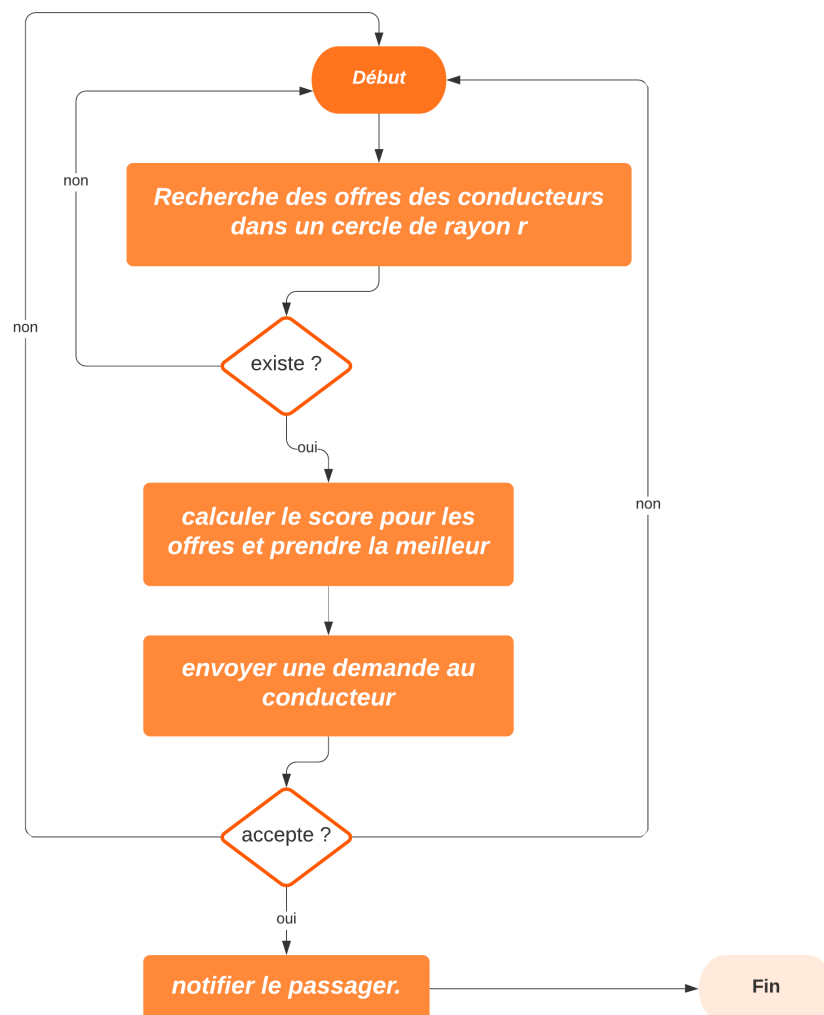 Début
non
Recherche des offres des conducteurs
dans un cercle de rayon r
non
existe ?
oui
calculer le score pour les
offres et prendre la meilleur
non
envoyer une demande au
conducteur
accepte ?
oui
notifier le passager.
Fin